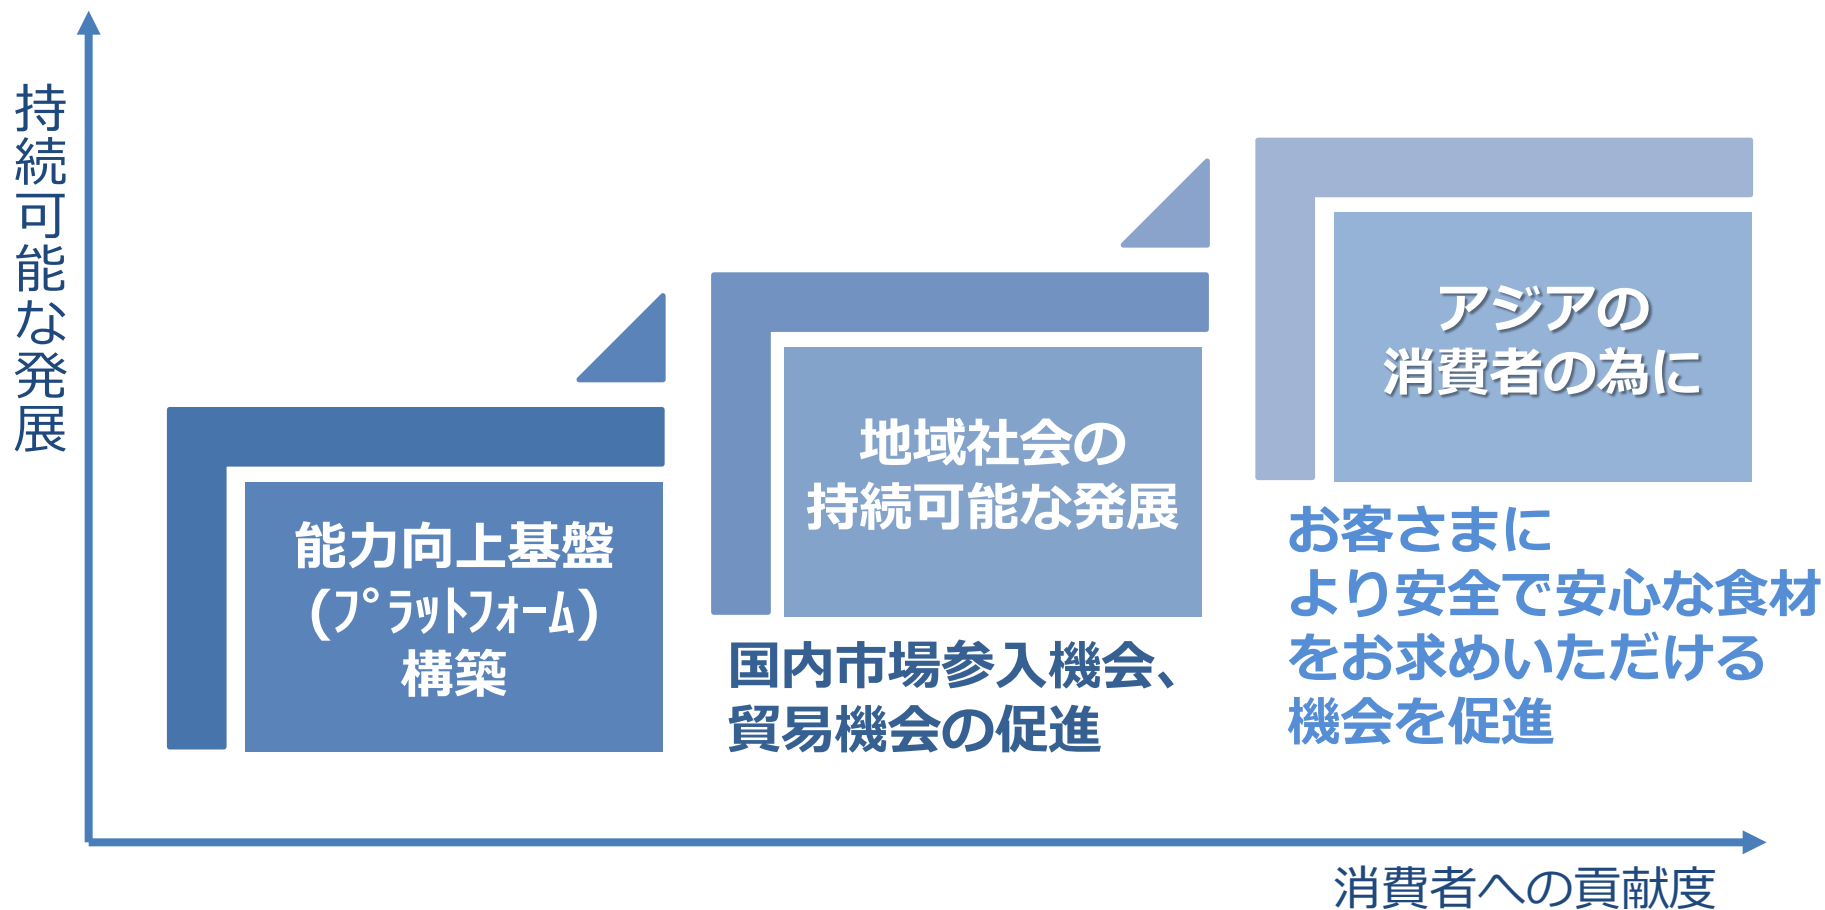 持続可能な発展
能力向上基盤
(ﾌﾟﾗｯﾄﾌｫｰﾑ)
構築
地域社会の
持続可能な発展
国内市場参入機会、
貿易機会の促進
アジアの
消費者の為に
お客さまに
より安全で安心な食材
をお求めいただける
機会を促進
消費者への貢献度